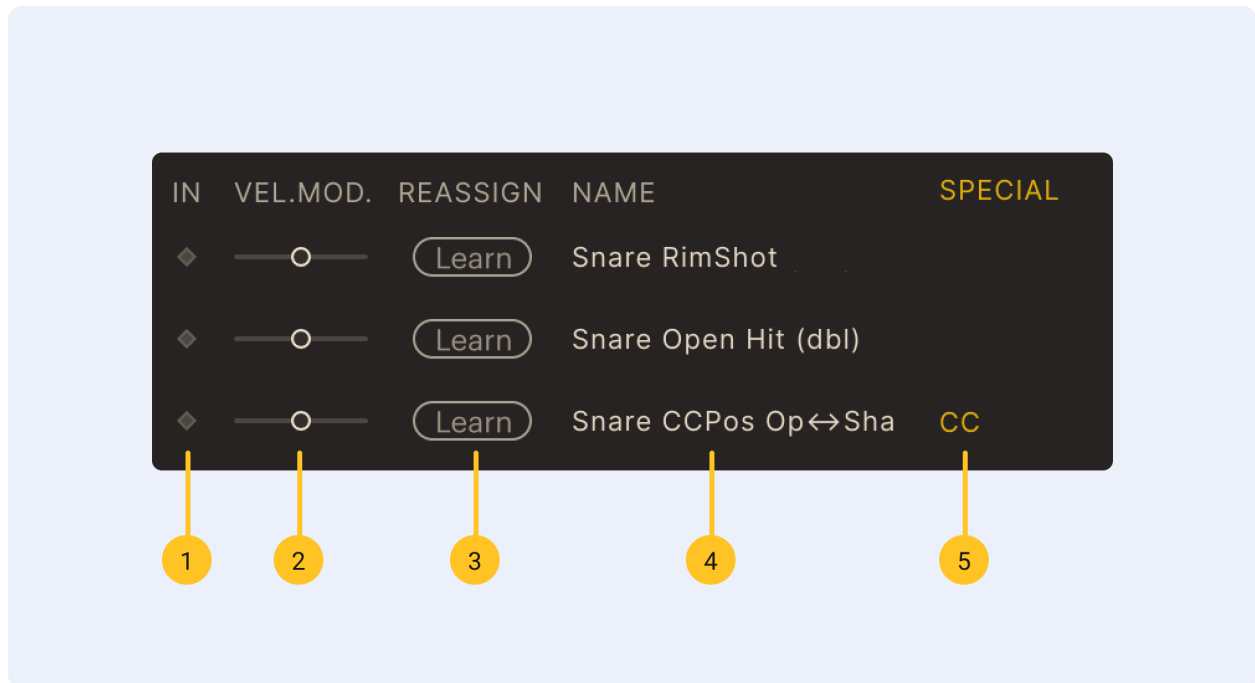 IN VEL.MOD. REASSIGN NAME SPECIAL
Learn Snare RimShot
Learn Snare Open Hit (dbl)
Learn Snare CCPos Op↔Sha CC
1 2 3 4 5